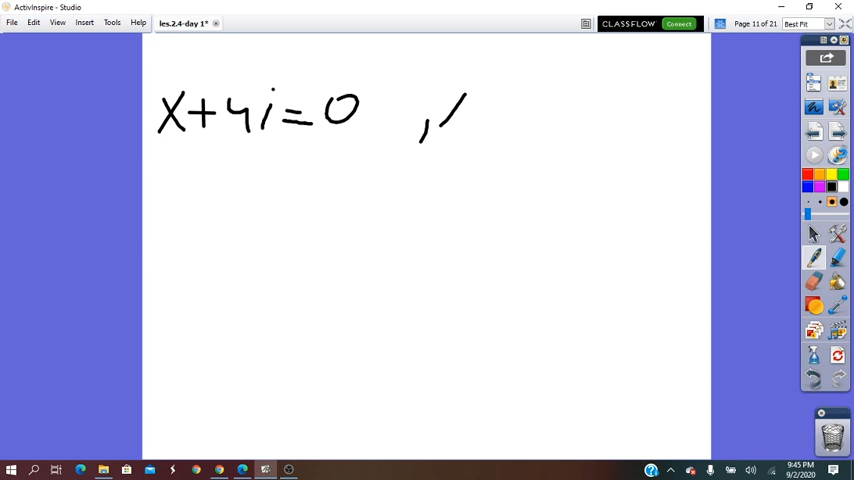 ActivInspire - Studio
File Edit View Insert Tools Help les.2.4-day 1* CLASSFLOW Connect Page 11 of 21 Best Fit
x+4i=0 ,
9:45 PM
9/2/2020